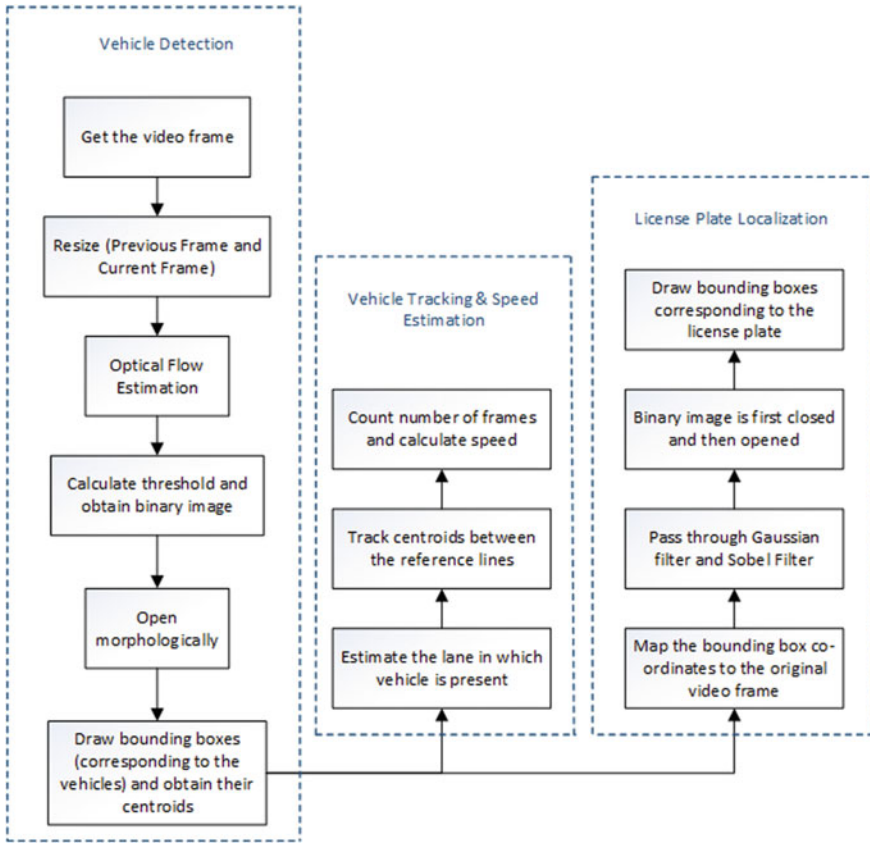 Vehicle Detection
Get the video frame
Resize (Previous Frame and
Current Frame)
Optical Flow
Estimation
Calculate threshold and
obtain binary image
Open
morphologically
Draw bounding boxes
(corresponding to the
vehicles) and obtain their
centroids
Vehicle Tracking & Speed
Estimation
Count number of frames
and calculate speed
Track centroids between
the reference lines
Estimate the lane in which
vehicle is present
License Plate Localization
Draw bounding boxes
corresponding to the
license plate
Binary image is first closed
and then opened
Pass through Gaussian
filter and Sobel Filter
Map the bounding box co-
ordinates to the original
video frame